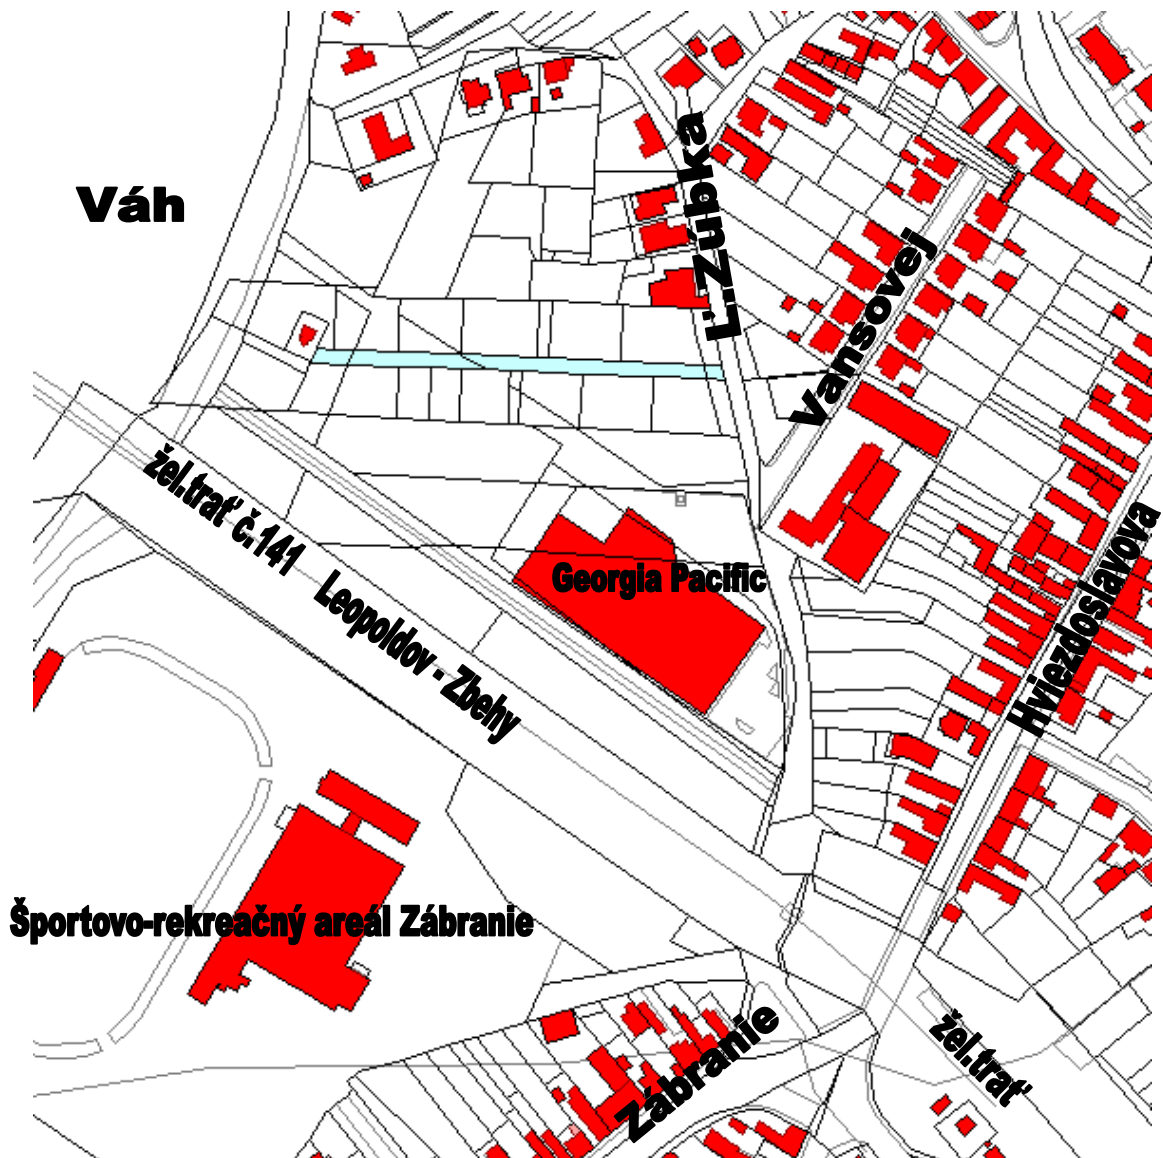 Váh
Ľ.Zúbka
Vansovej
žel.trať č.141 Leopoldov - Zbehy
Georgia Pacific
Hviezdoslavova
Športovo-rekreačný areál Zábranie
Zábranie
žel.trať